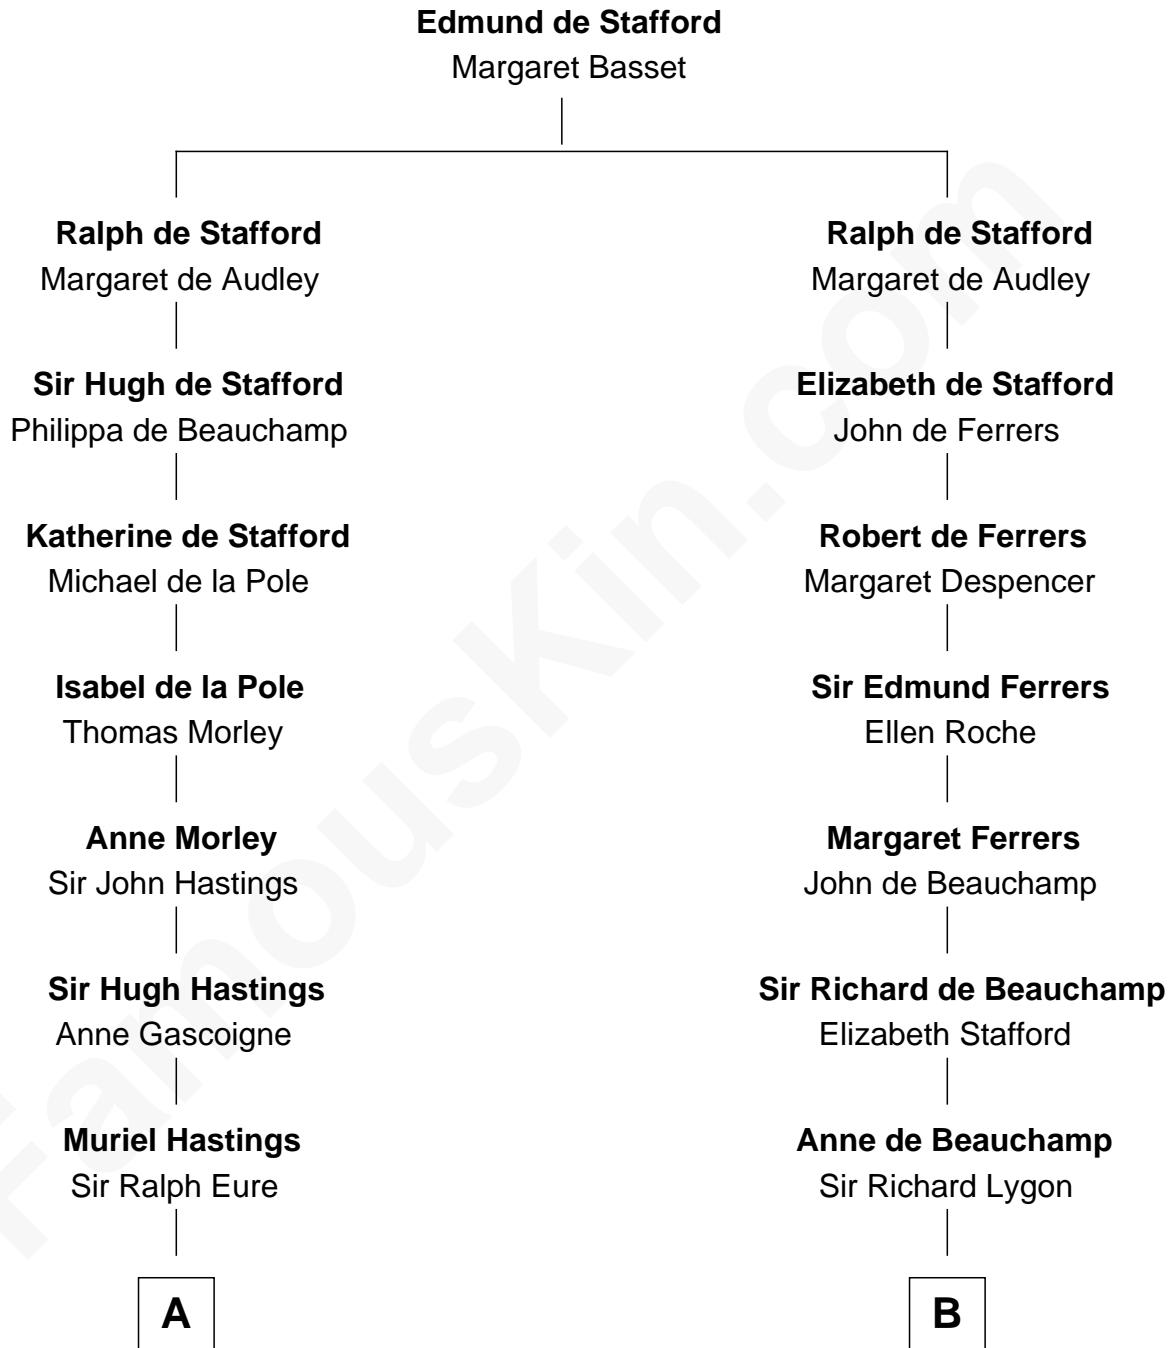 Edmund de Stafford
Margaret Basset
Ralph de Stafford
Margaret de Audley
Sir Hugh de Stafford
Philippa de Beauchamp
Katherine de Stafford
Michael de la Pole
Isabel de la Pole
Thomas Morley
Anne Morley
Sir John Hastings
Sir Hugh Hastings
Anne Gascoigne
Muriel Hastings
Sir Ralph Eure
A
Ralph de Stafford
Margaret de Audley
Elizabeth de Stafford
John de Ferrers
Robert de Ferrers
Margaret Despencer
Sir Edmund Ferrers
Ellen Roche
Margaret Ferrers
John de Beauchamp
Sir Richard de Beauchamp
Elizabeth Stafford
Anne de Beauchamp
Sir Richard Lygon
B
FamousKin.com